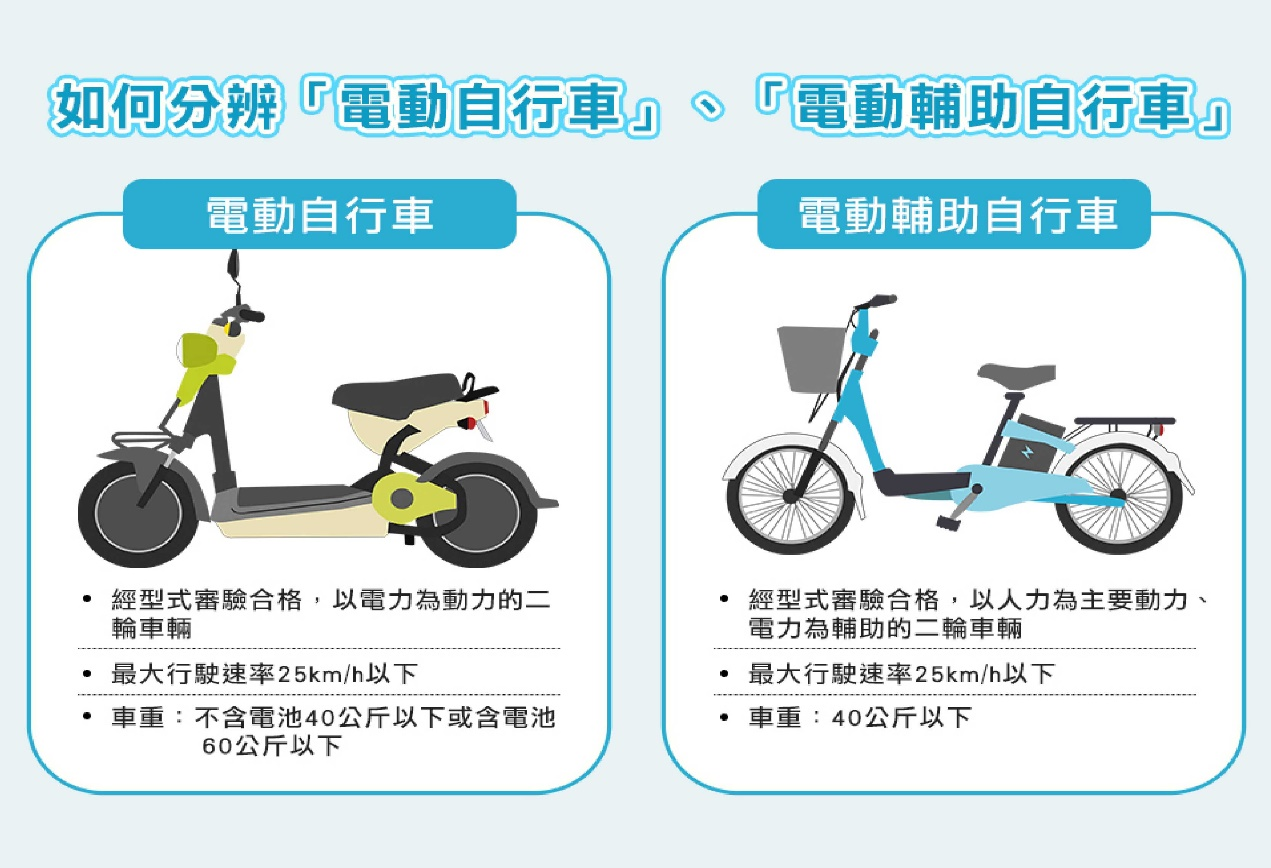 如何分辨「電動自行車」、「電動輔助自行車」
電動自行車
• 經型式審驗合格，以電力為動力的二
輪車輛
• 最大行駛速率25km/h以下
• 車重：不含電池40公斤以下或含電池
60公斤以下
電動輔助自行車
• 經型式審驗合格，以人力為主要動力、
電力為輔助的二輪車輛
• 最大行駛速率25km/h以下
• 車重：40公斤以下